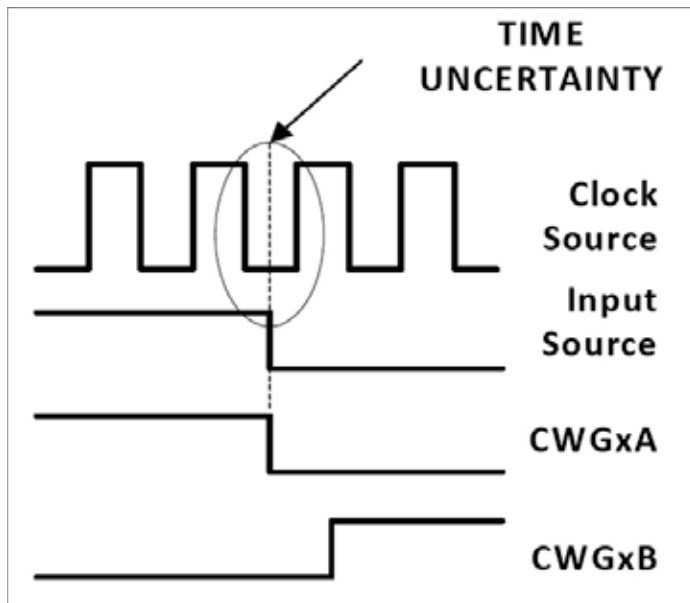 TIME
UNCERTAINTY
Clock
Source
Input
Source
CWGxA
CWGxB